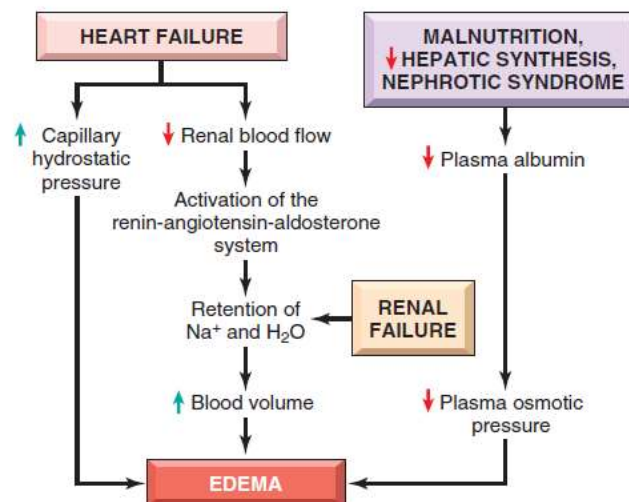 HEART FAILURE
MALNUTRITION,
↓HEPATIC SYNTHESIS,
NEPHROTIC SYNDROME
↑ Capillary
hydrostatic
pressure
↓ Renal blood flow
↓ Plasma albumin
Activation of the
renin-angiotensin-aldosterone
system
Retention of
Na⁺ and H₂O
RENAL
FAILURE
↑ Blood volume
↓ Plasma osmotic
pressure
EDEMA